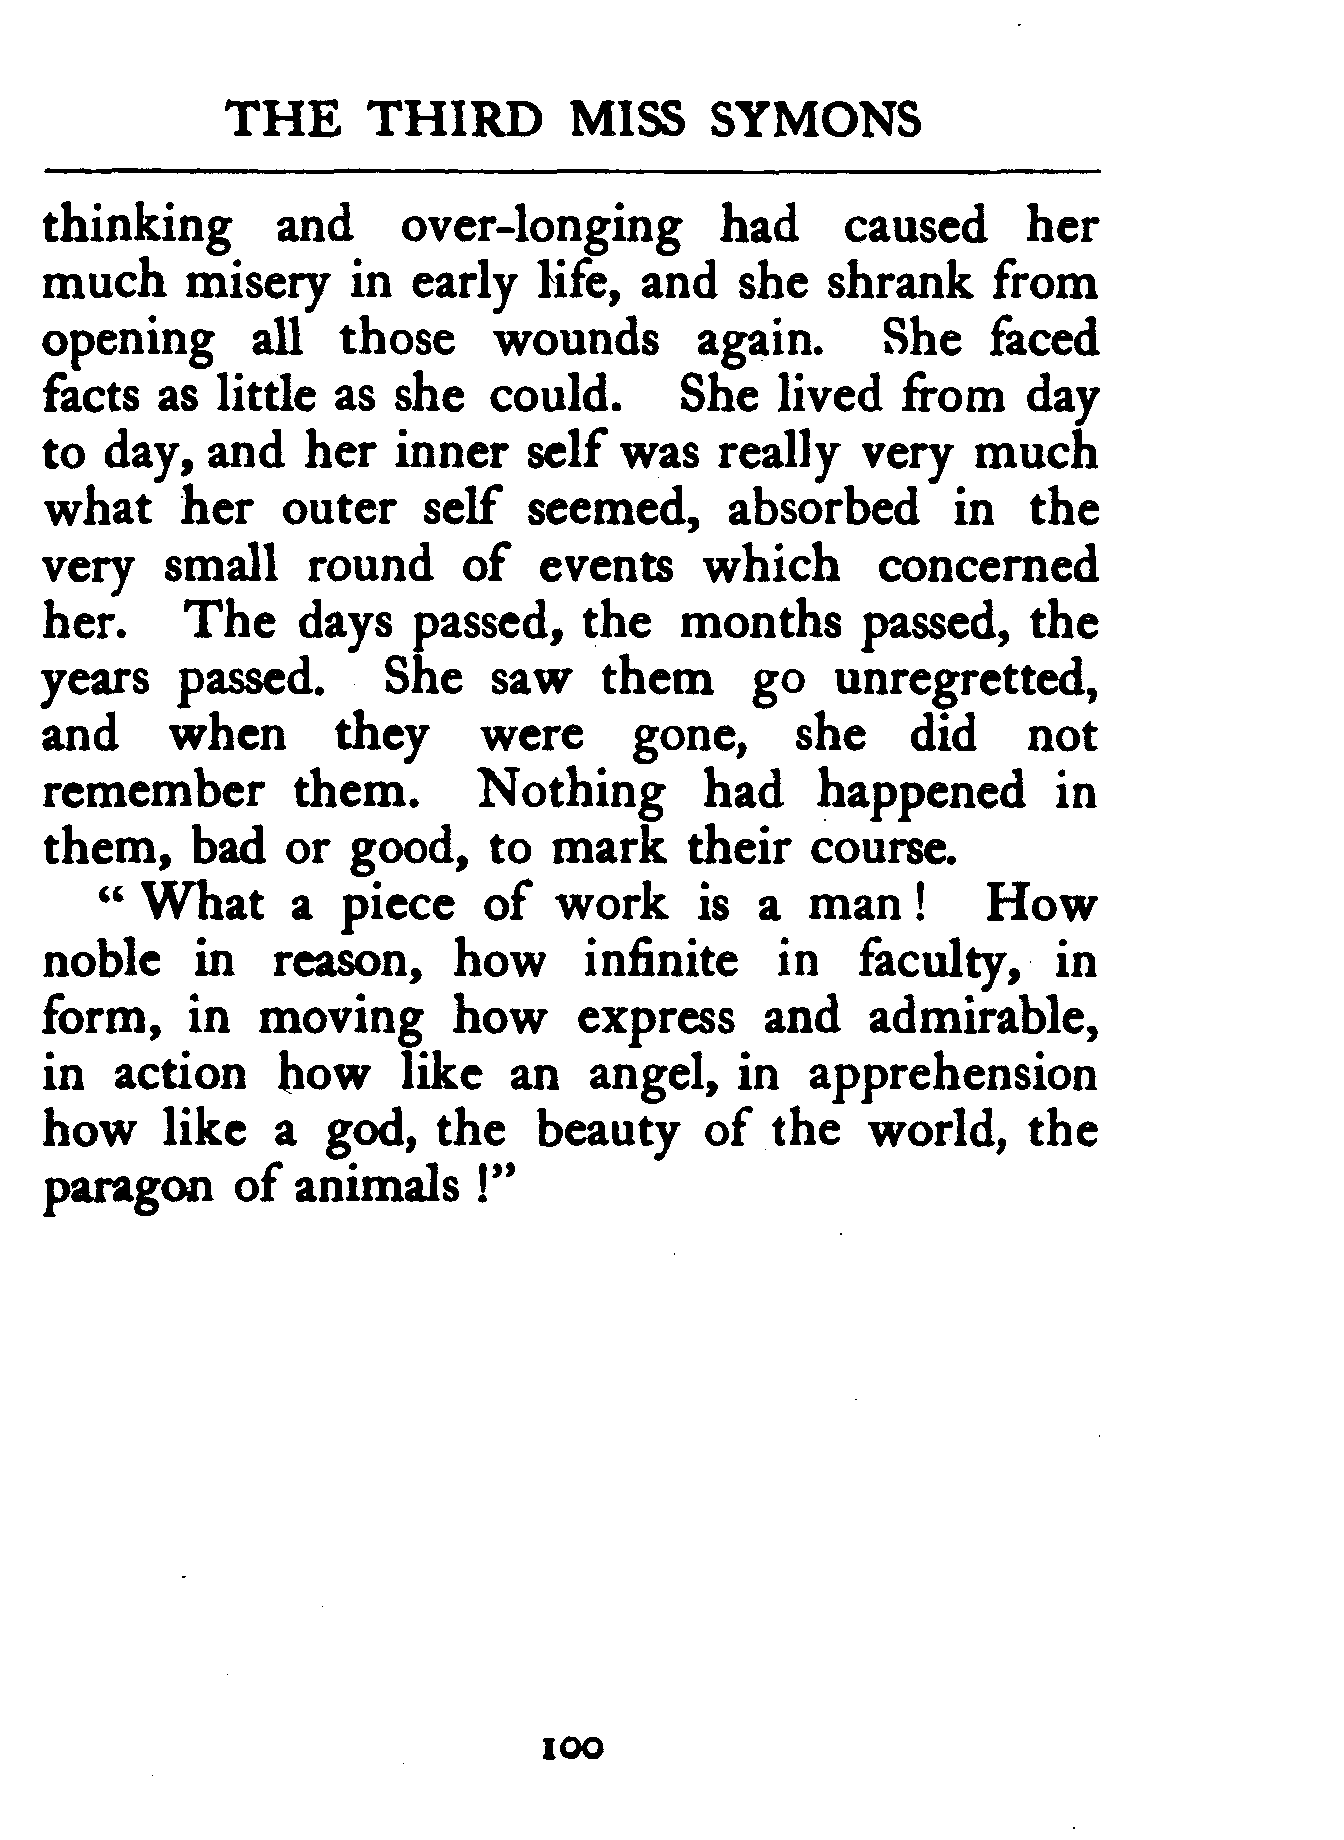 THE THIRD MISS SYMONS
thinking and over-longing had caused her
much misery in early life, and she shrank from
opening all those wounds again. She faced
facts as little as she could. She lived from day
to day, and her inner self was really very much
what her outer self seemed, absorbed in the
very small round of events which concerned
her. The days passed, the months passed, the
years passed. She saw them go unregretted,
and when they were gone, she did not
remember them. Nothing had happened in
them, bad or good, to mark their course.
“ What a piece of work is a man ! How
noble in reason, how infinite in faculty, in
form, in moving how express and admirable,
in action how like an angel, in apprehension
how like a god, the beauty of the world, the
paragon of animals !”
100